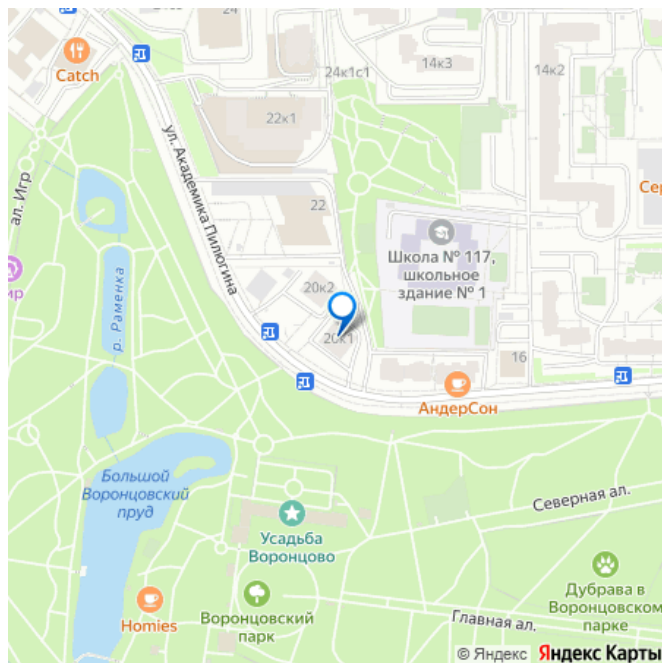 24
24к1с1
14к3
14к2
Catch
22к1
ул. Академика Пилюгина
ал. Игр
22
Школа № 117,
школьное
здание № 1
р. Раменка
20к2
20к1
16
АндерСон
Большой
Воронцовский
пруд
Северная ал.
Усадьба
Воронцово
Дубрава в
Воронцовском
парке
Homies
Воронцовский
парк
Главная ал.
© Яндекс Яндекс Карты